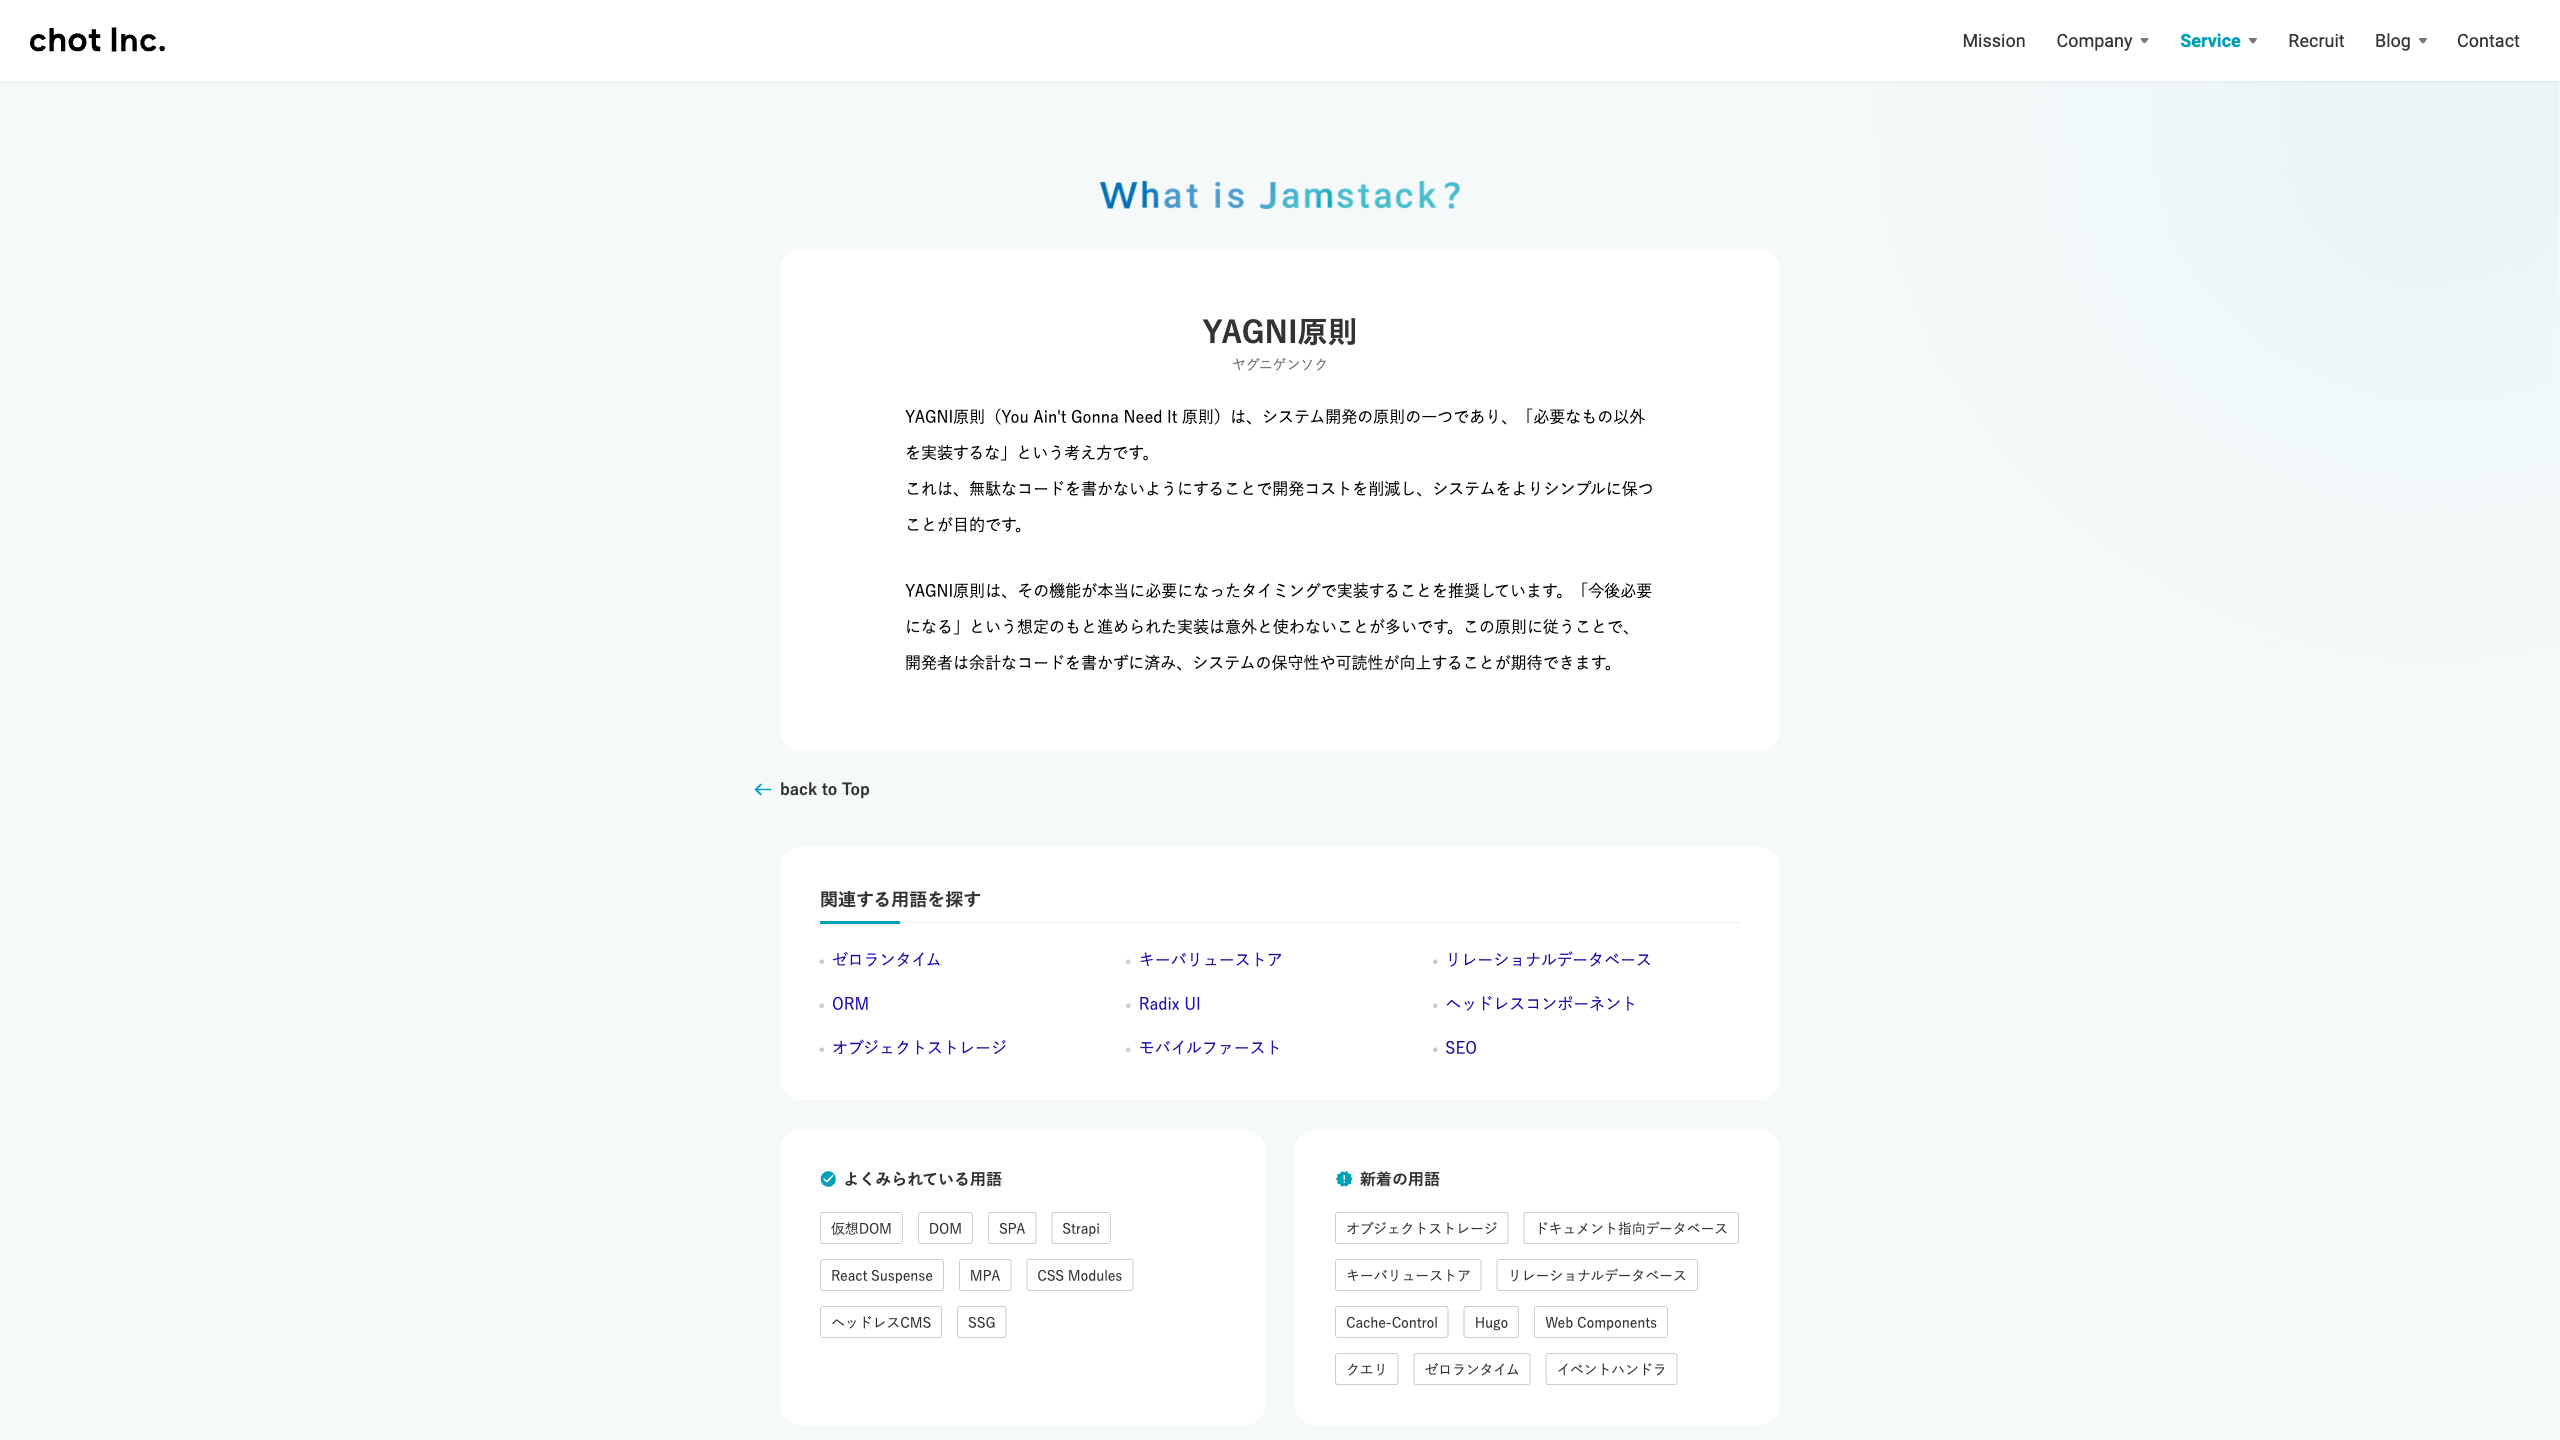 chot Inc.
Mission
Company
Service
Recruit
Blog
Contact
What is Jamstack?
YAGNI原則
ヤグニゲンソク
YAGNI原則（You Ain't Gonna Need It 原則）は、システム開発の原則の一つであり、「必要なもの以外
を実装するな」という考え方です。
これは、無駄なコードを書かないようにすることで開発コストを削減し、システムをよりシンプルに保つ
ことが目的です。
YAGNI原則は、その機能が本当に必要になったタイミングで実装することを推奨しています。「今後必要
になる」という想定のもと進められた実装は意外と使わないことが多いです。この原則に従うことで、
開発者は余計なコードを書かずに済み、システムの保守性や可読性が向上することが期待できます。
back to Top
関連する用語を探す
ゼロランタイム
キーバリューストア
リレーショナルデータベース
ORM
Radix UI
ヘッドレスコンポーネント
オブジェクトストレージ
モバイルファースト
SEO
よくみられている用語
仮想DOM
DOM
SPA
Strapi
React Suspense
MPA
CSS Modules
ヘッドレスCMS
SSG
新着の用語
オブジェクトストレージ
ドキュメント指向データベース
キーバリューストア
リレーショナルデータベース
Cache-Control
Hugo
Web Components
クエリ
ゼロランタイム
イベントハンドラ